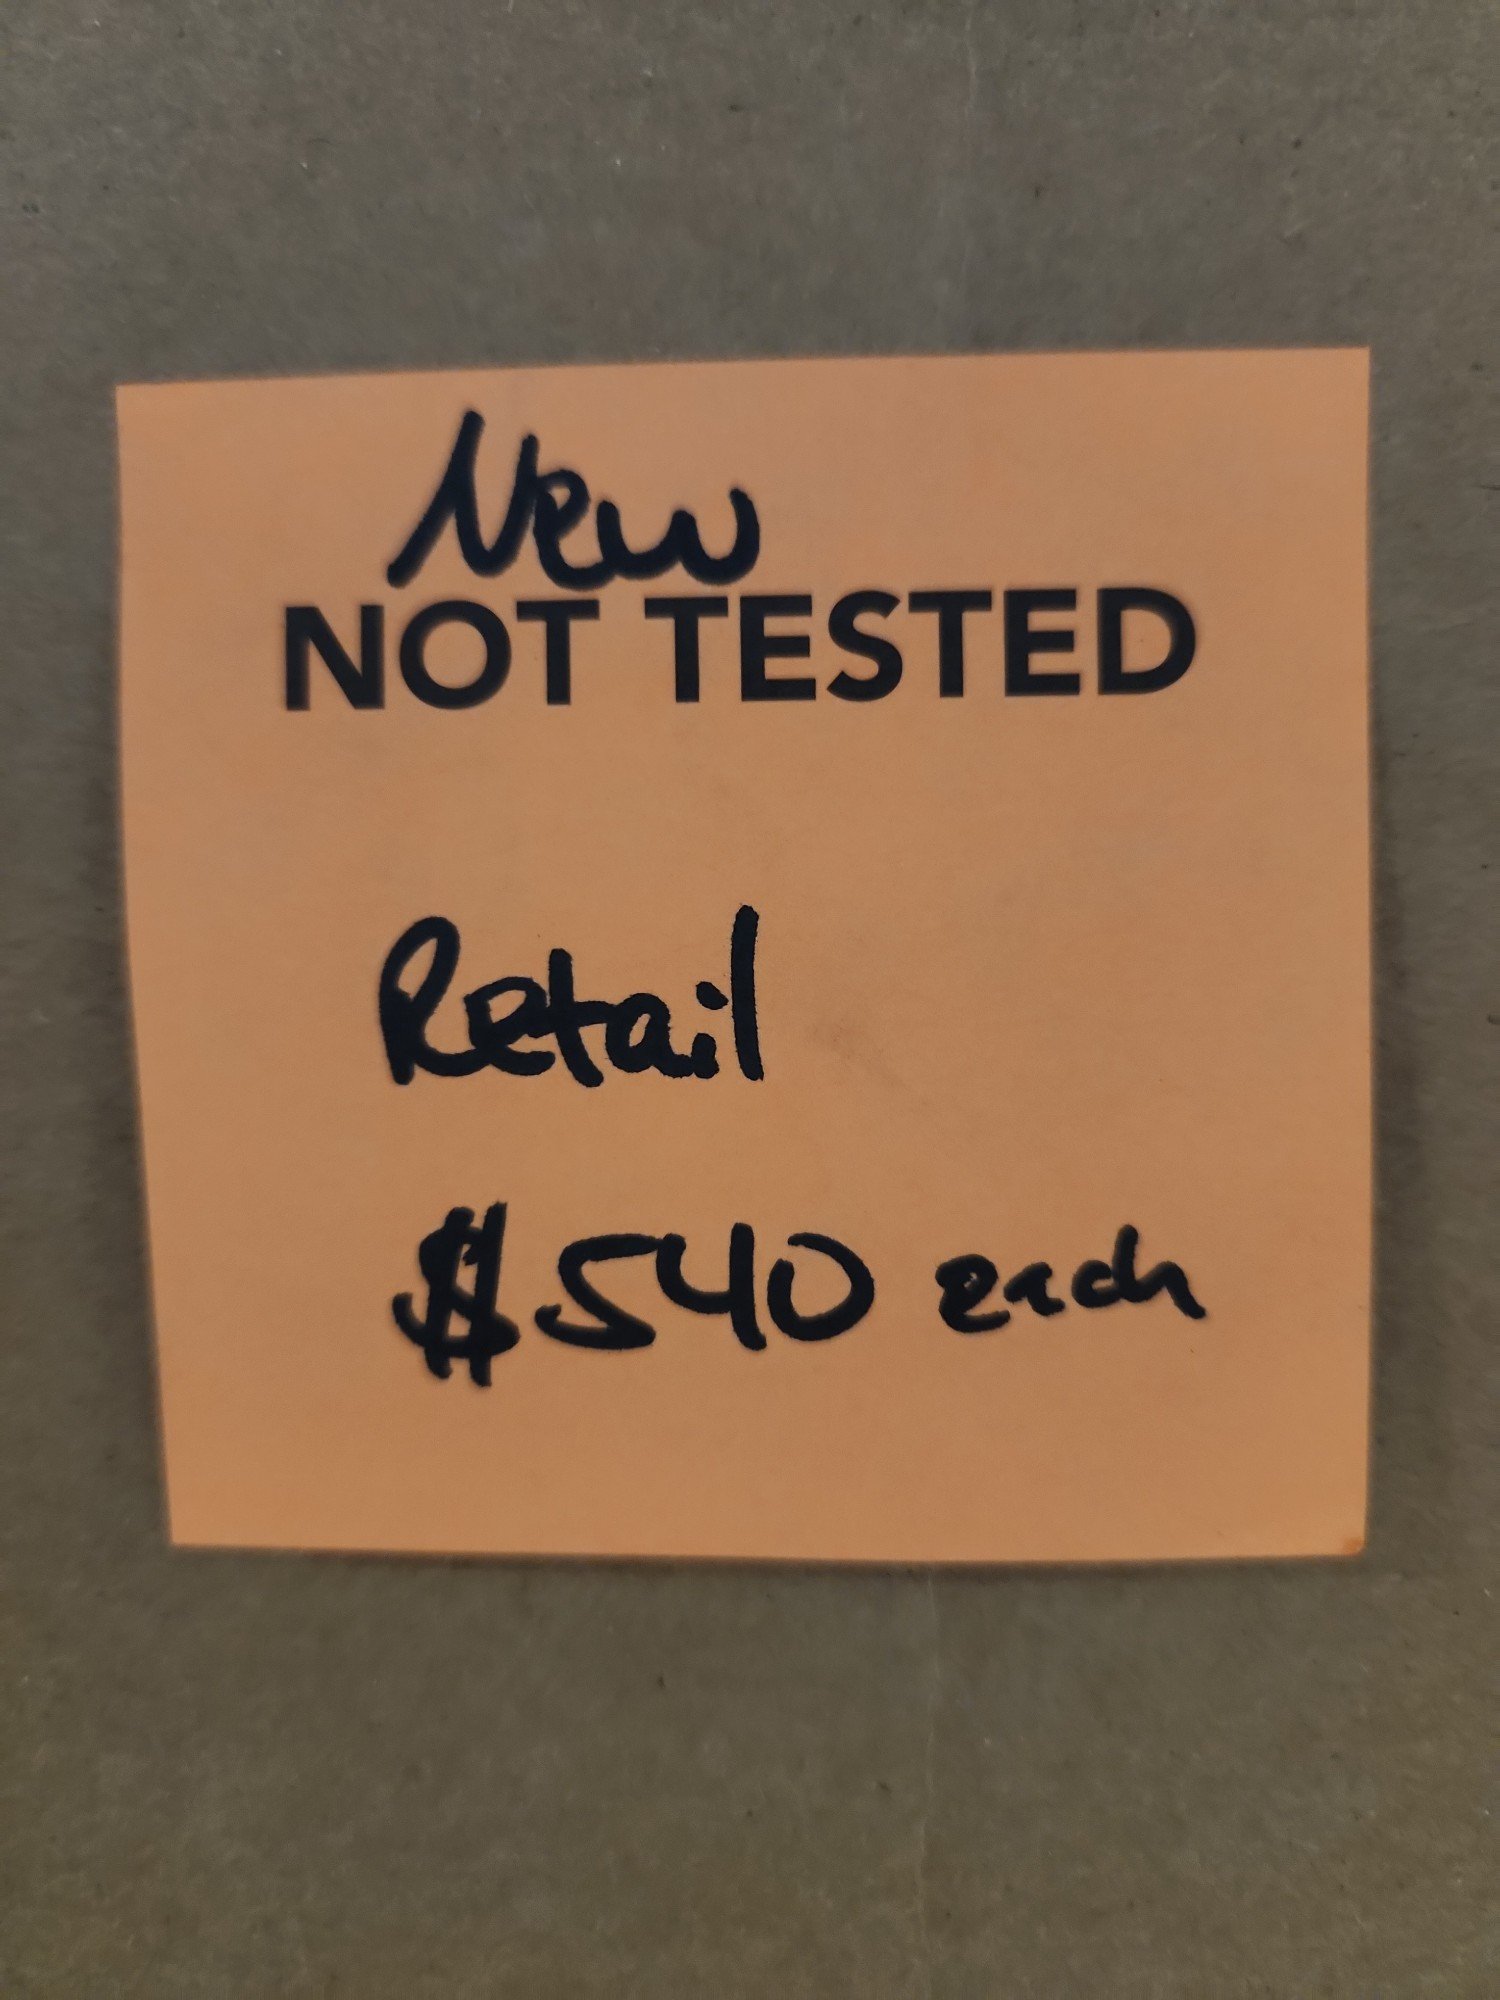 New
NOT TESTED
Retail
$540 each